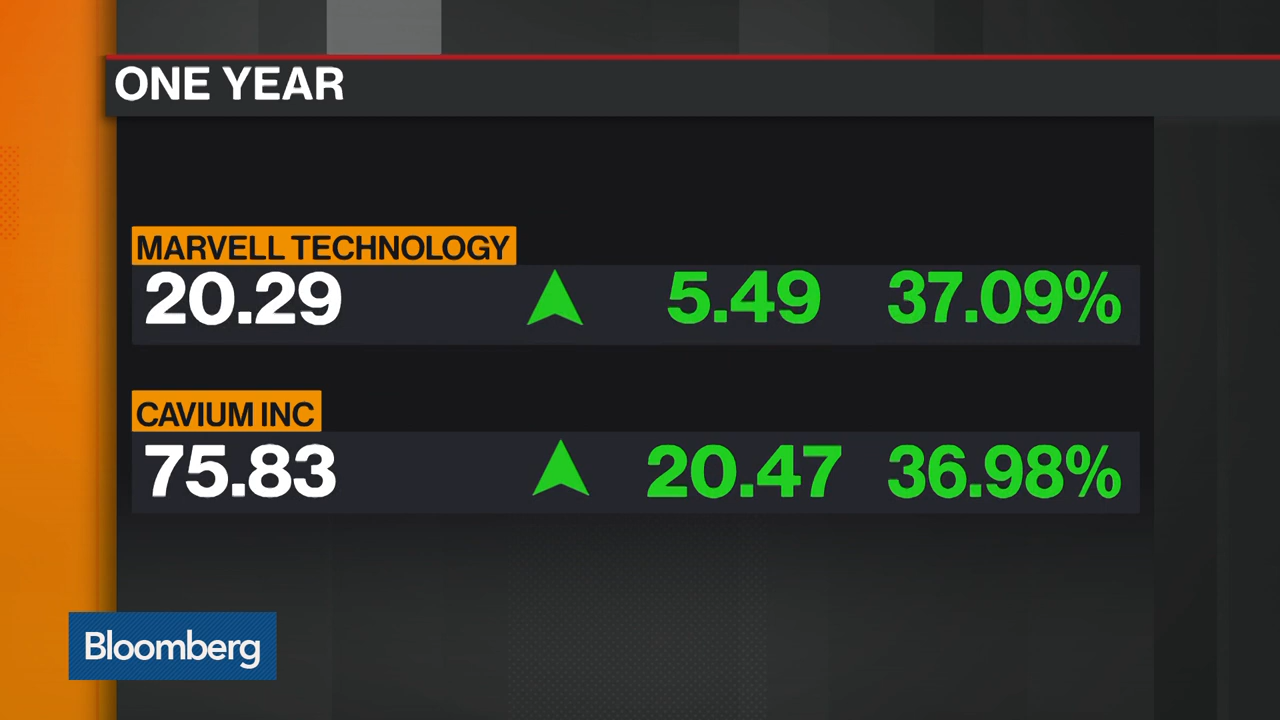 ONE YEAR
MARVELL TECHNOLOGY
20.29 ▲ 5.49 37.09%
CAVIUM INC
75.83 ▲ 20.47 36.98%
Bloomberg